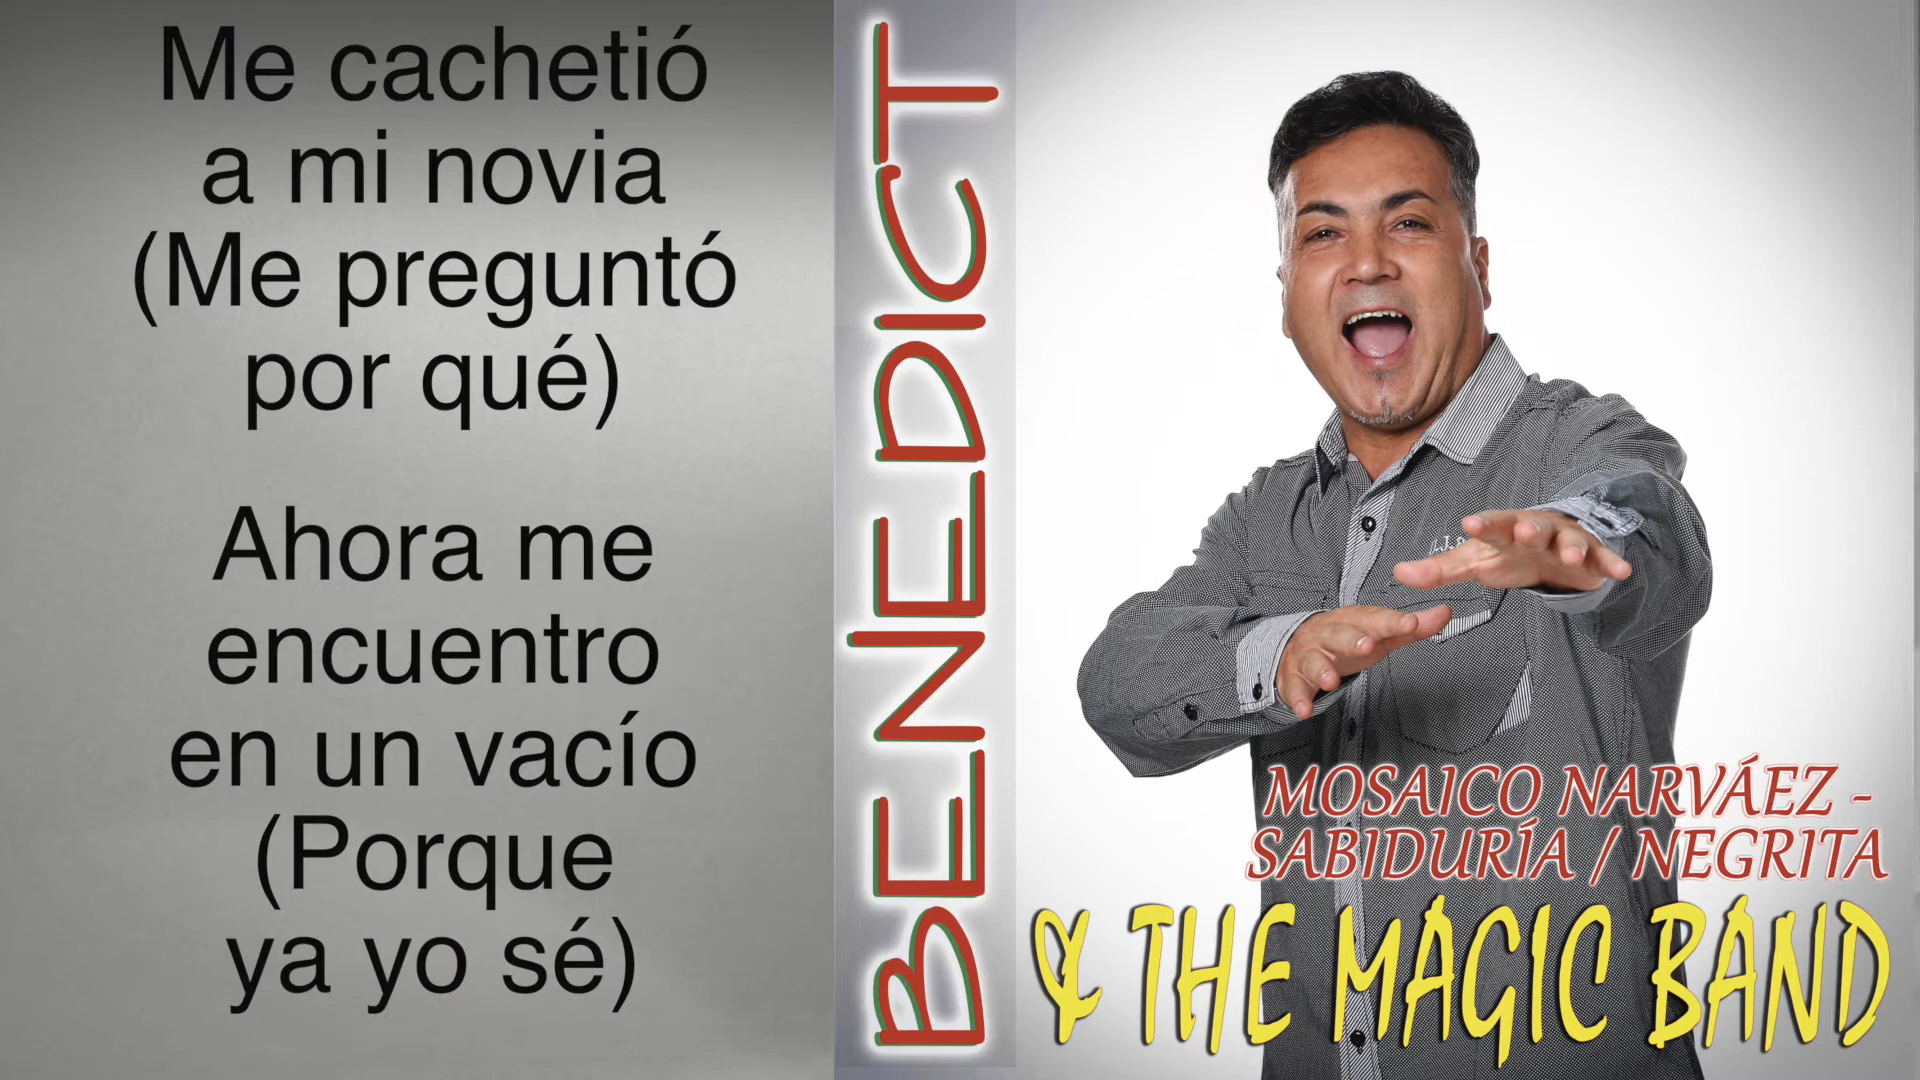 Me cachetió
a mi novia
(Me preguntó
por qué)
Ahora me
encuentro
en un vacío
(Porque
ya yo sé)
BENEDICT
MOSAICO NARVÁEZ -
SABIDURÍA / NEGRITA
& THE MAGIC BAND